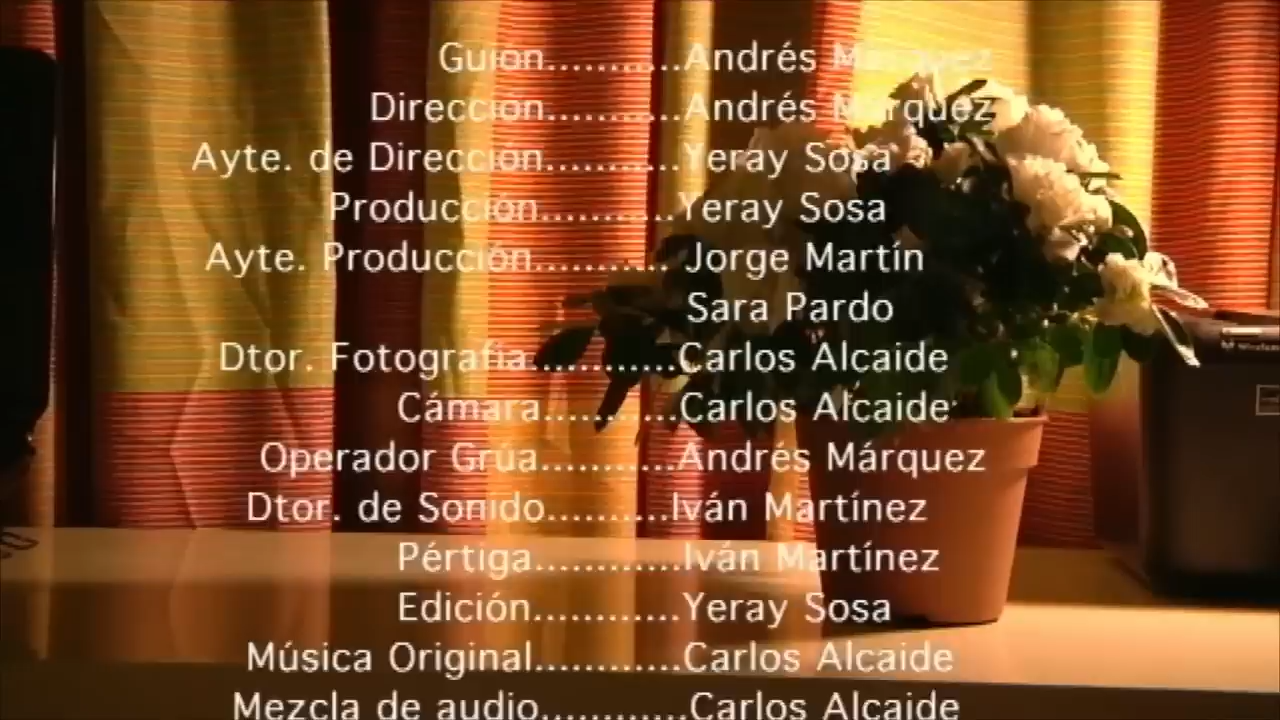 Guión...........Andrés Márquez
Dirección...........Andrés Márquez
Ayte. de Dirección...........Yeray Sosa
Producción...........Yeray Sosa
Ayte. Producción........... Jorge Martín
Sara Pardo
Dtor. Fotografía............Carlos Alcaide
Cámara...........Carlos Alcaide
Operador Grúa...........Andrés Márquez
Dtor. de Sonido..........Iván Martínez
Pértiga............Iván Martínez
Edición............Yeray Sosa
Música Original............Carlos Alcaide
Mezcla de audio............Carlos Alcaide